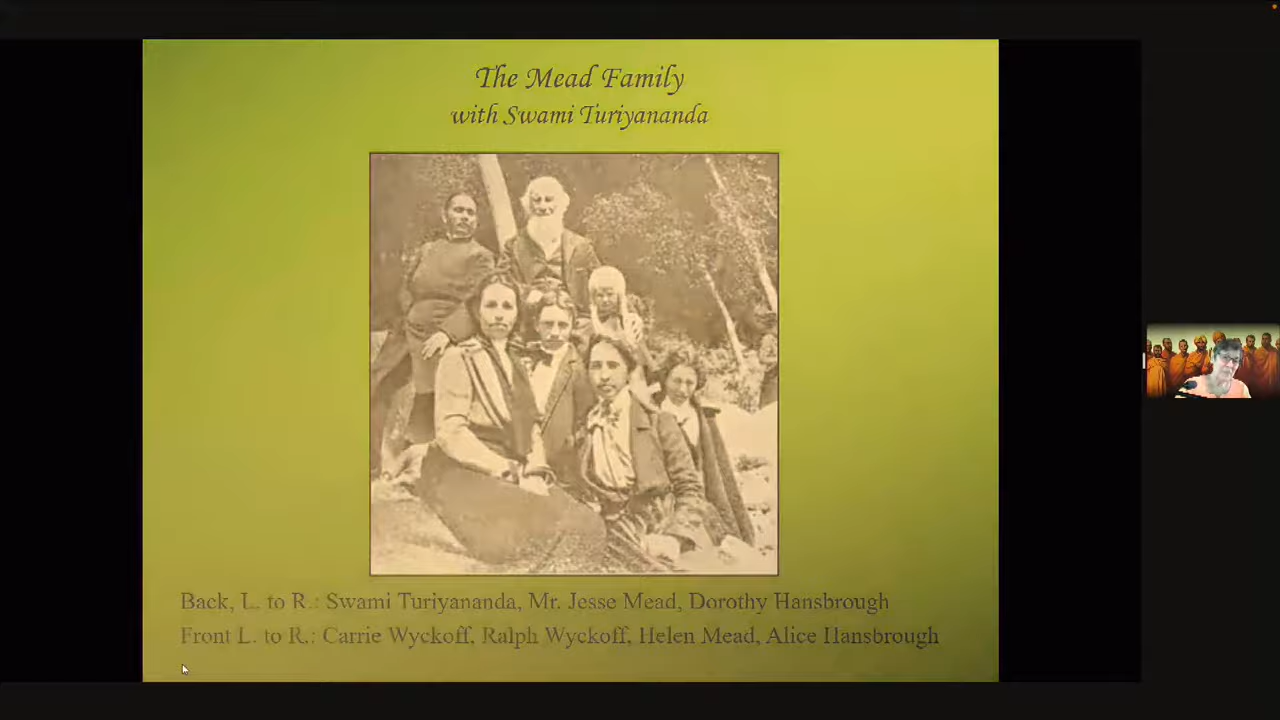 The Mead Family
with Swami Turiyananda
Back, L. to R.: Swami Turiyananda, Mr. Jesse Mead, Dorothy Hansbrough
Front L. to R.: Carrie Wyckoff, Ralph Wyckoff, Helen Mead, Alice Hansbrough